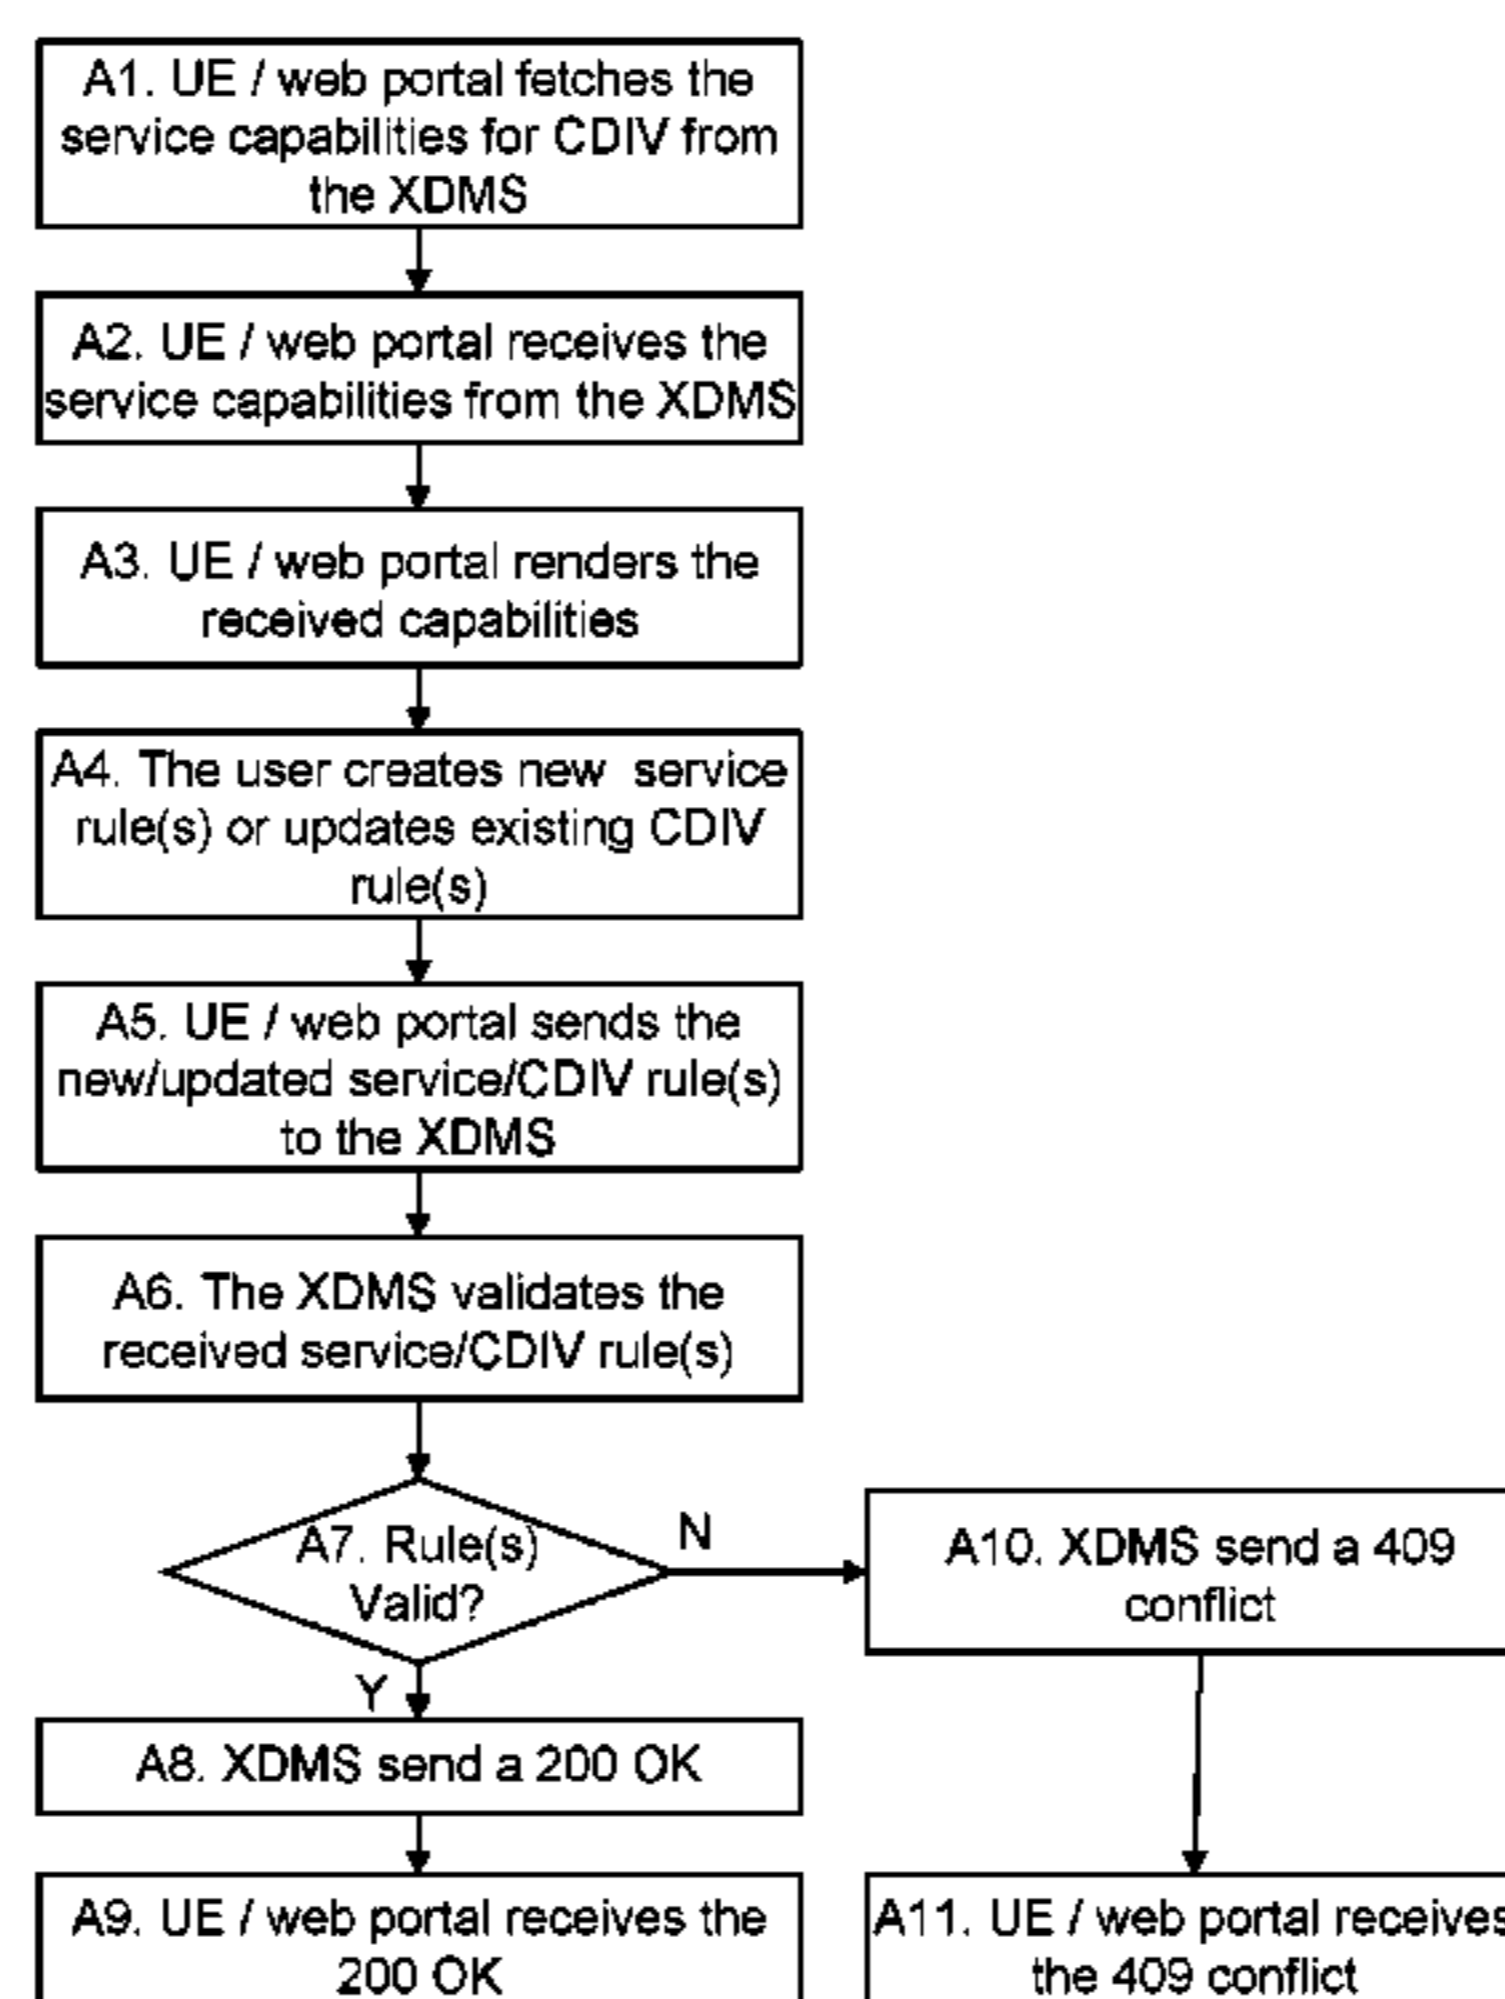 A1. UE / web portal fetches the
service capabilities for CDIV from
the XDMS
A2. UE / web portal receives the
service capabilities from the XDMS
A3. UE / web portal renders the
received capabilities
A4. The user creates new service
rule(s) or updates existing CDIV
rule(s)
A5. UE / web portal sends the
new/updated service/CDIV rule(s)
to the XDMS
A6. The XDMS validates the
received service/CDIV rule(s)
A7. Rule(s)
Valid?
N
A10. XDMS send a 409
conflict
Y
A8. XDMS send a 200 OK
A9. UE / web portal receives the
200 OK
A11. UE / web portal receives
the 409 conflict